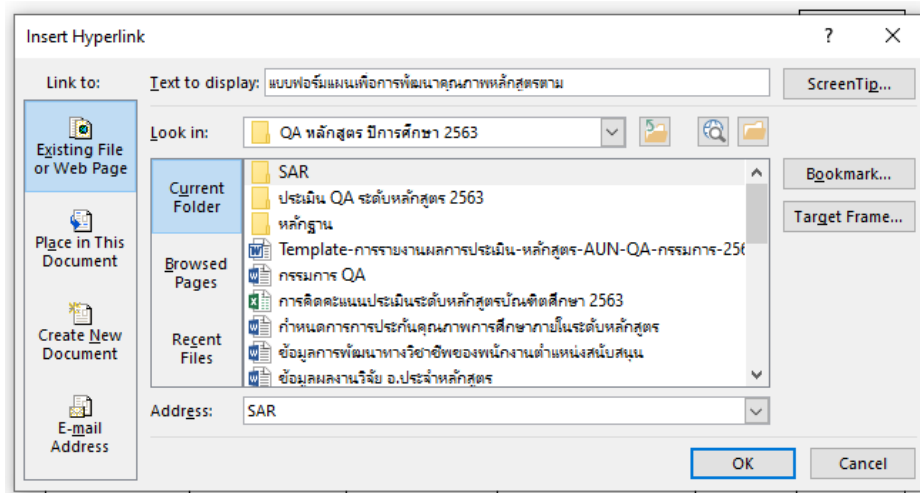 Insert Hyperlink
?
Link to:
Text to display: แบบฟอร์มแผนเพื่อการพัฒนาคุณภาพหลักสูตรตาม
ScreenTip...
Existing File or Web Page
Look in: QA หลักสูตร ปีการศึกษา 2563
Current Folder
SAR
ประเมิน QA ระดับหลักสูตร 2563
หลักฐาน
Template-การรายงานผลการประเมิน-หลักสูตร-AUN-QA-กรรมการ-256
กรรมการ QA
การคิดคะแนนประเมินระดับหลักสูตรบัณฑิตศึกษา 2563
กำหนดการการประกันคุณภาพการศึกษาภายในระดับหลักสูตร
ข้อมูลการพัฒนาทางวิชาชีพของพนักงานตำแหน่งสนับสนุน
ข้อมูลผลงานวิจัย อ.ประจำหลักสูตร
Bookmark...
Target Frame...
Place in This Document
Browsed Pages
Create New Document
Recent Files
E-mail Address
Address: SAR
OK
Cancel